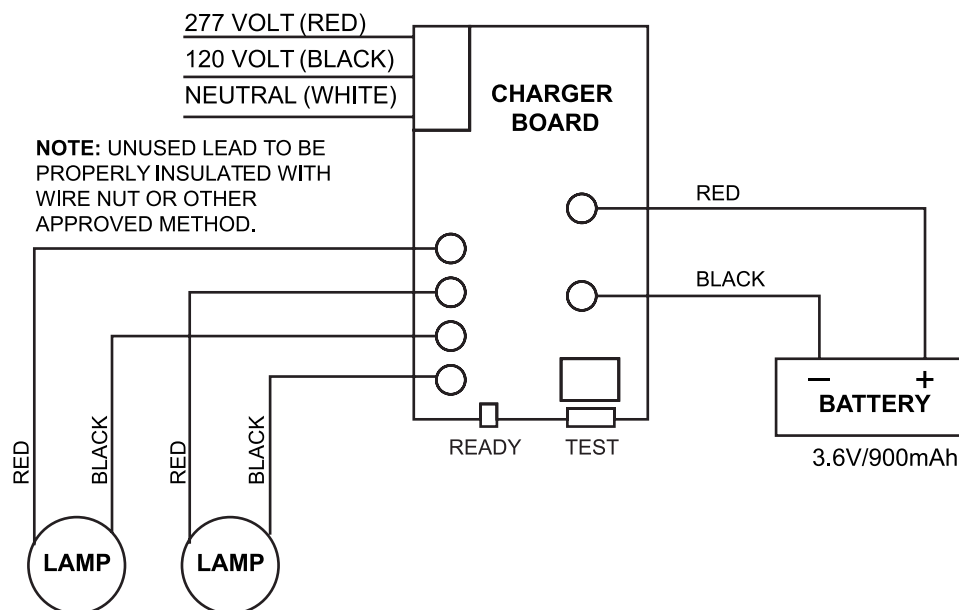 277 VOLT (RED)
120 VOLT (BLACK)
NEUTRAL (WHITE)
CHARGER
BOARD
NOTE: UNUSED LEAD TO BE
PROPERLY INSULATED WITH
WIRE NUT OR OTHER
APPROVED METHOD.
RED
BLACK
BATTERY
3.6V/900mAh
READY
TEST
RED
BLACK
RED
BLACK
LAMP
LAMP